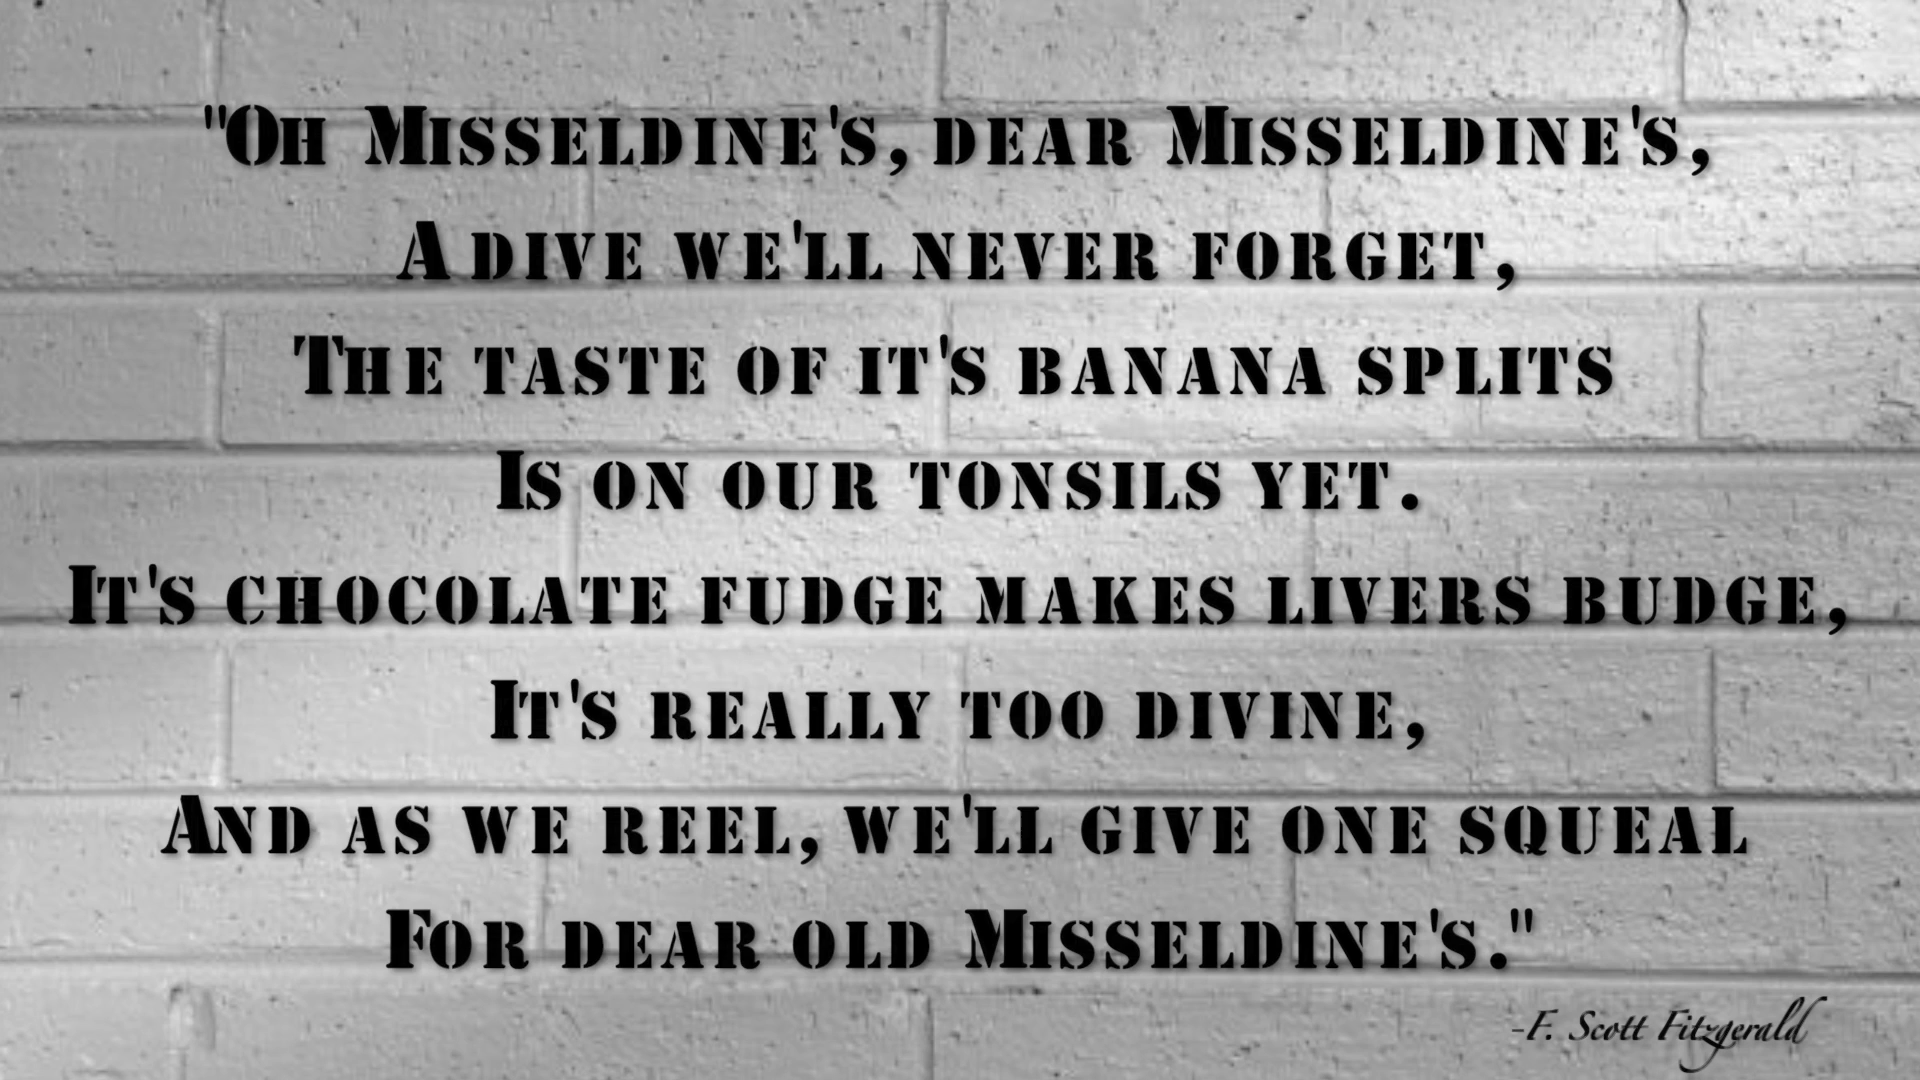 "Oh Misseldine's, dear Misseldine's,
A dive we'll never forget,
The taste of it's banana splits
Is on our tonsils yet.
It's chocolate fudge makes livers budge,
It's really too divine,
And as we reel, we'll give one squeal
For dear old Misseldine's."
-F. Scott Fitzgerald